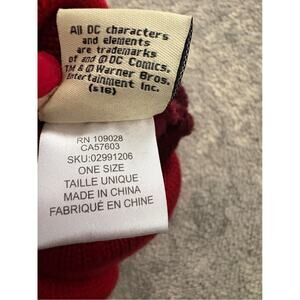 All DC characters
and elements
are trademarks
of and © DC Comics.
TM & © Warner Bros.
Entertainment Inc.
(s16)
RN 109028
CA57603
SKU:02991206
ONE SIZE
TAILLE UNIQUE
MADE IN CHINA
FABRIQUÉ EN CHINE